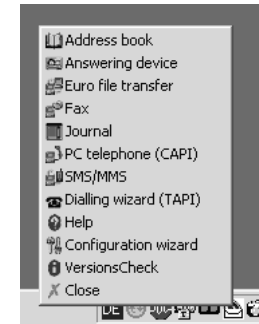 Address book
Answering device
Euro file transfer
Fax
Journal
PC telephone (CAPI)
SMS/MMS
Dialling wizard (TAPI)
Help
Configuration wizard
VersionsCheck
Close
DE